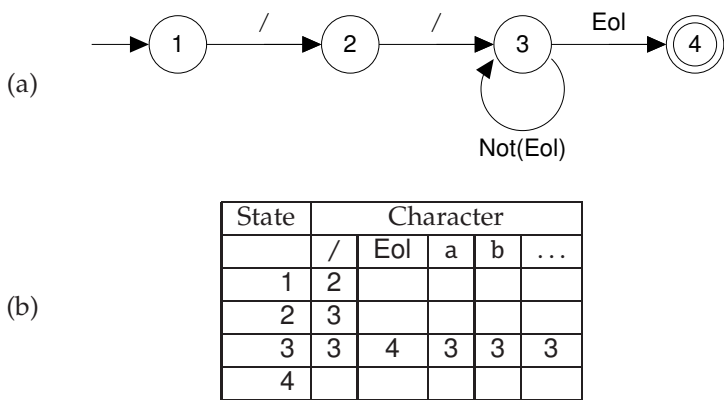 / / Eol
1 2 3 4
(a)
Not(Eol)
State Character
/ Eol a b ...
1 2
(b)
2 3
3 3 4 3 3 3
4